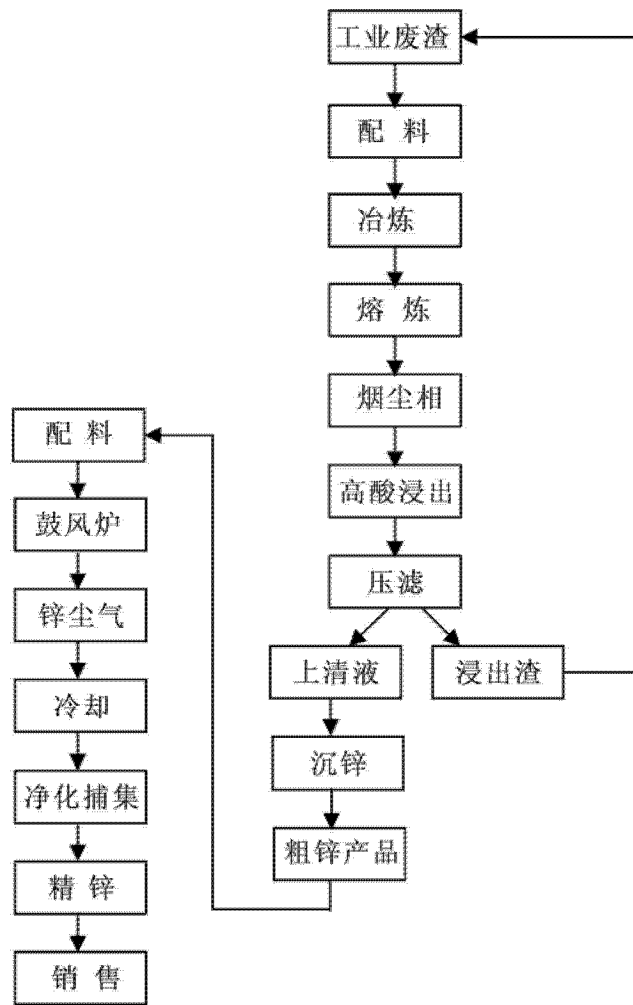 工业废渣
配料
冶炼
熔炼
烟尘相
高酸浸出
压滤
上清液
浸出渣
沉锌
粗锌产品
配料
鼓风炉
锌尘气
冷却
净化捕集
精锌
销售